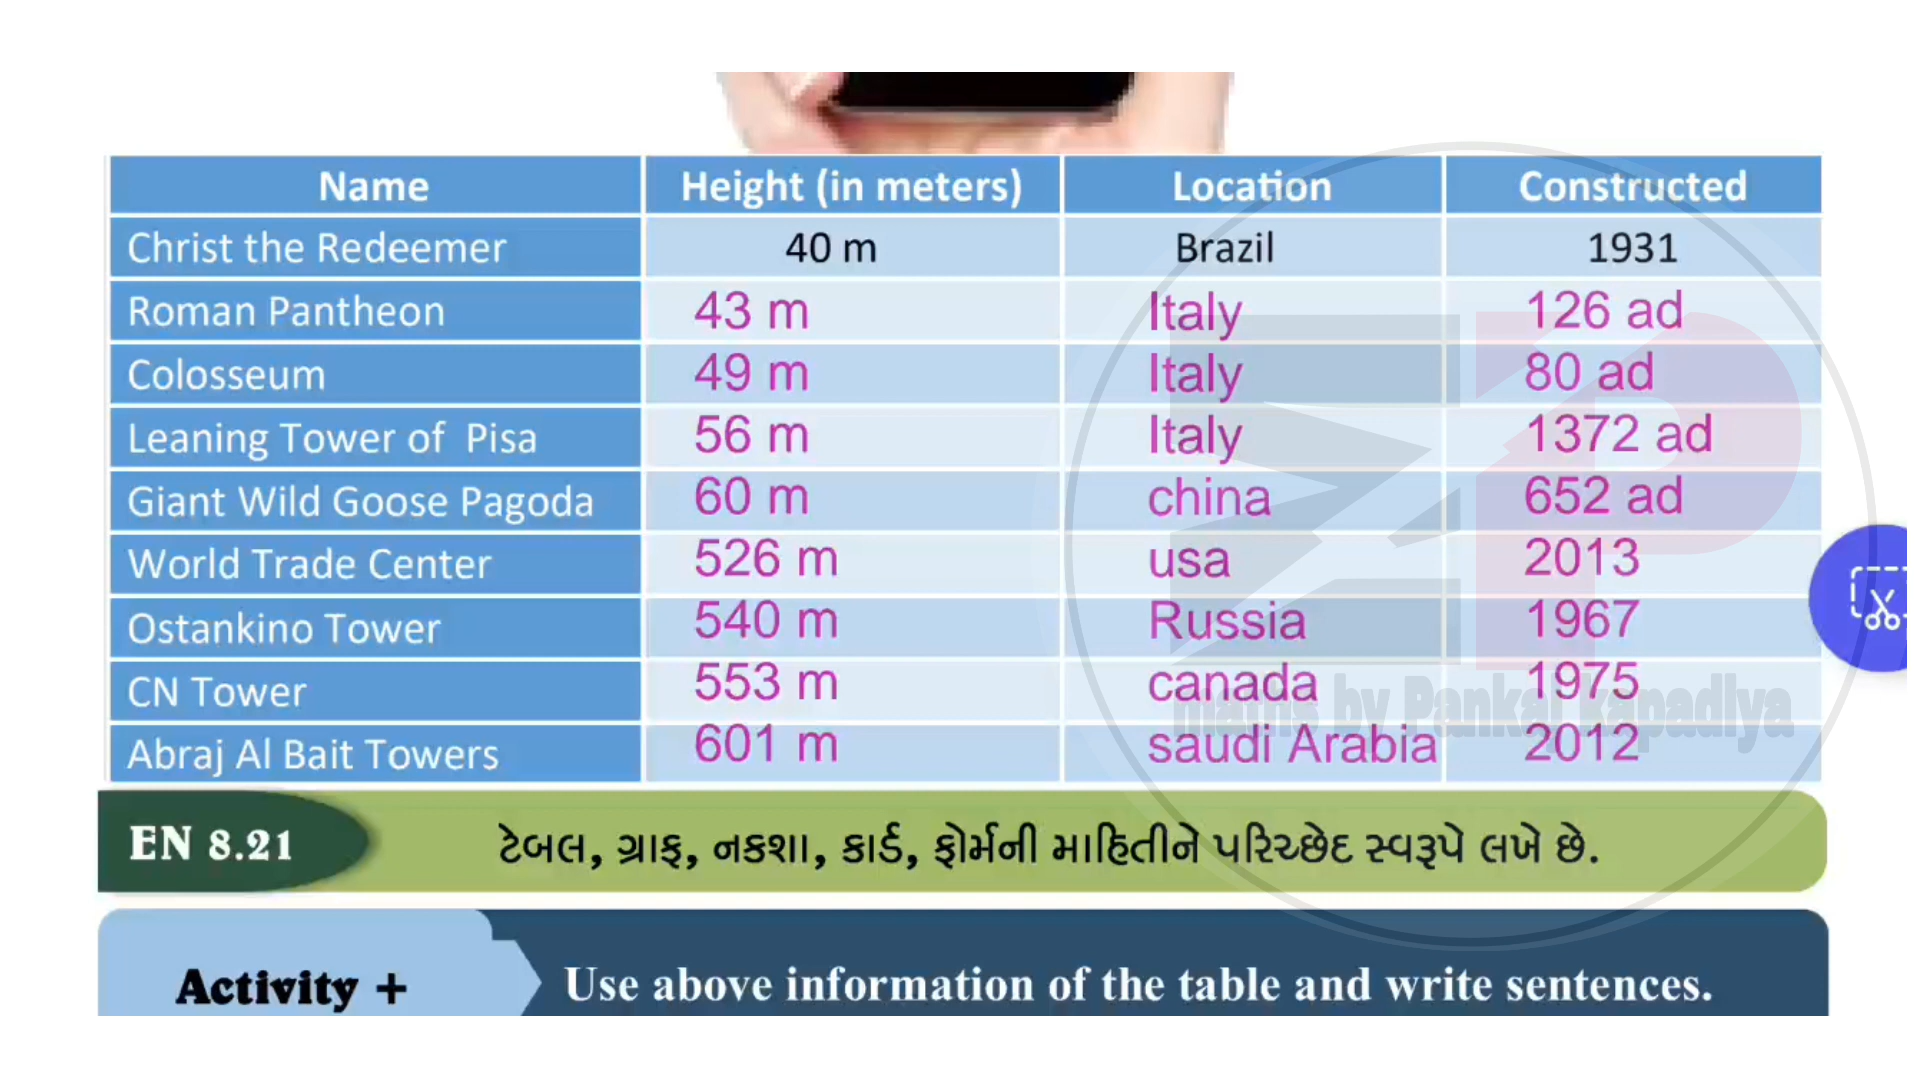 Name Height (in meters) Location Constructed
Christ the Redeemer 40 m Brazil 1931
Roman Pantheon 43 m Italy 126 ad
Colosseum 49 m Italy 80 ad
Leaning Tower of Pisa 56 m Italy 1372 ad
Giant Wild Goose Pagoda 60 m china 652 ad
World Trade Center 526 m usa 2013
Ostankino Tower 540 m Russia 1967
CN Tower 553 m canada 1975
maths by Pankaj kapadiya
Abraj Al Bait Towers 601 m saudi Arabia 2012
EN 8.21 ટેબલ, ગ્રાફ, નકશા, કાર્ડ, ફોર્મની માહિતીને પરિચ્છેદ સ્વરૂપે લખે છે.
Activity + Use above information of the table and write sentences.